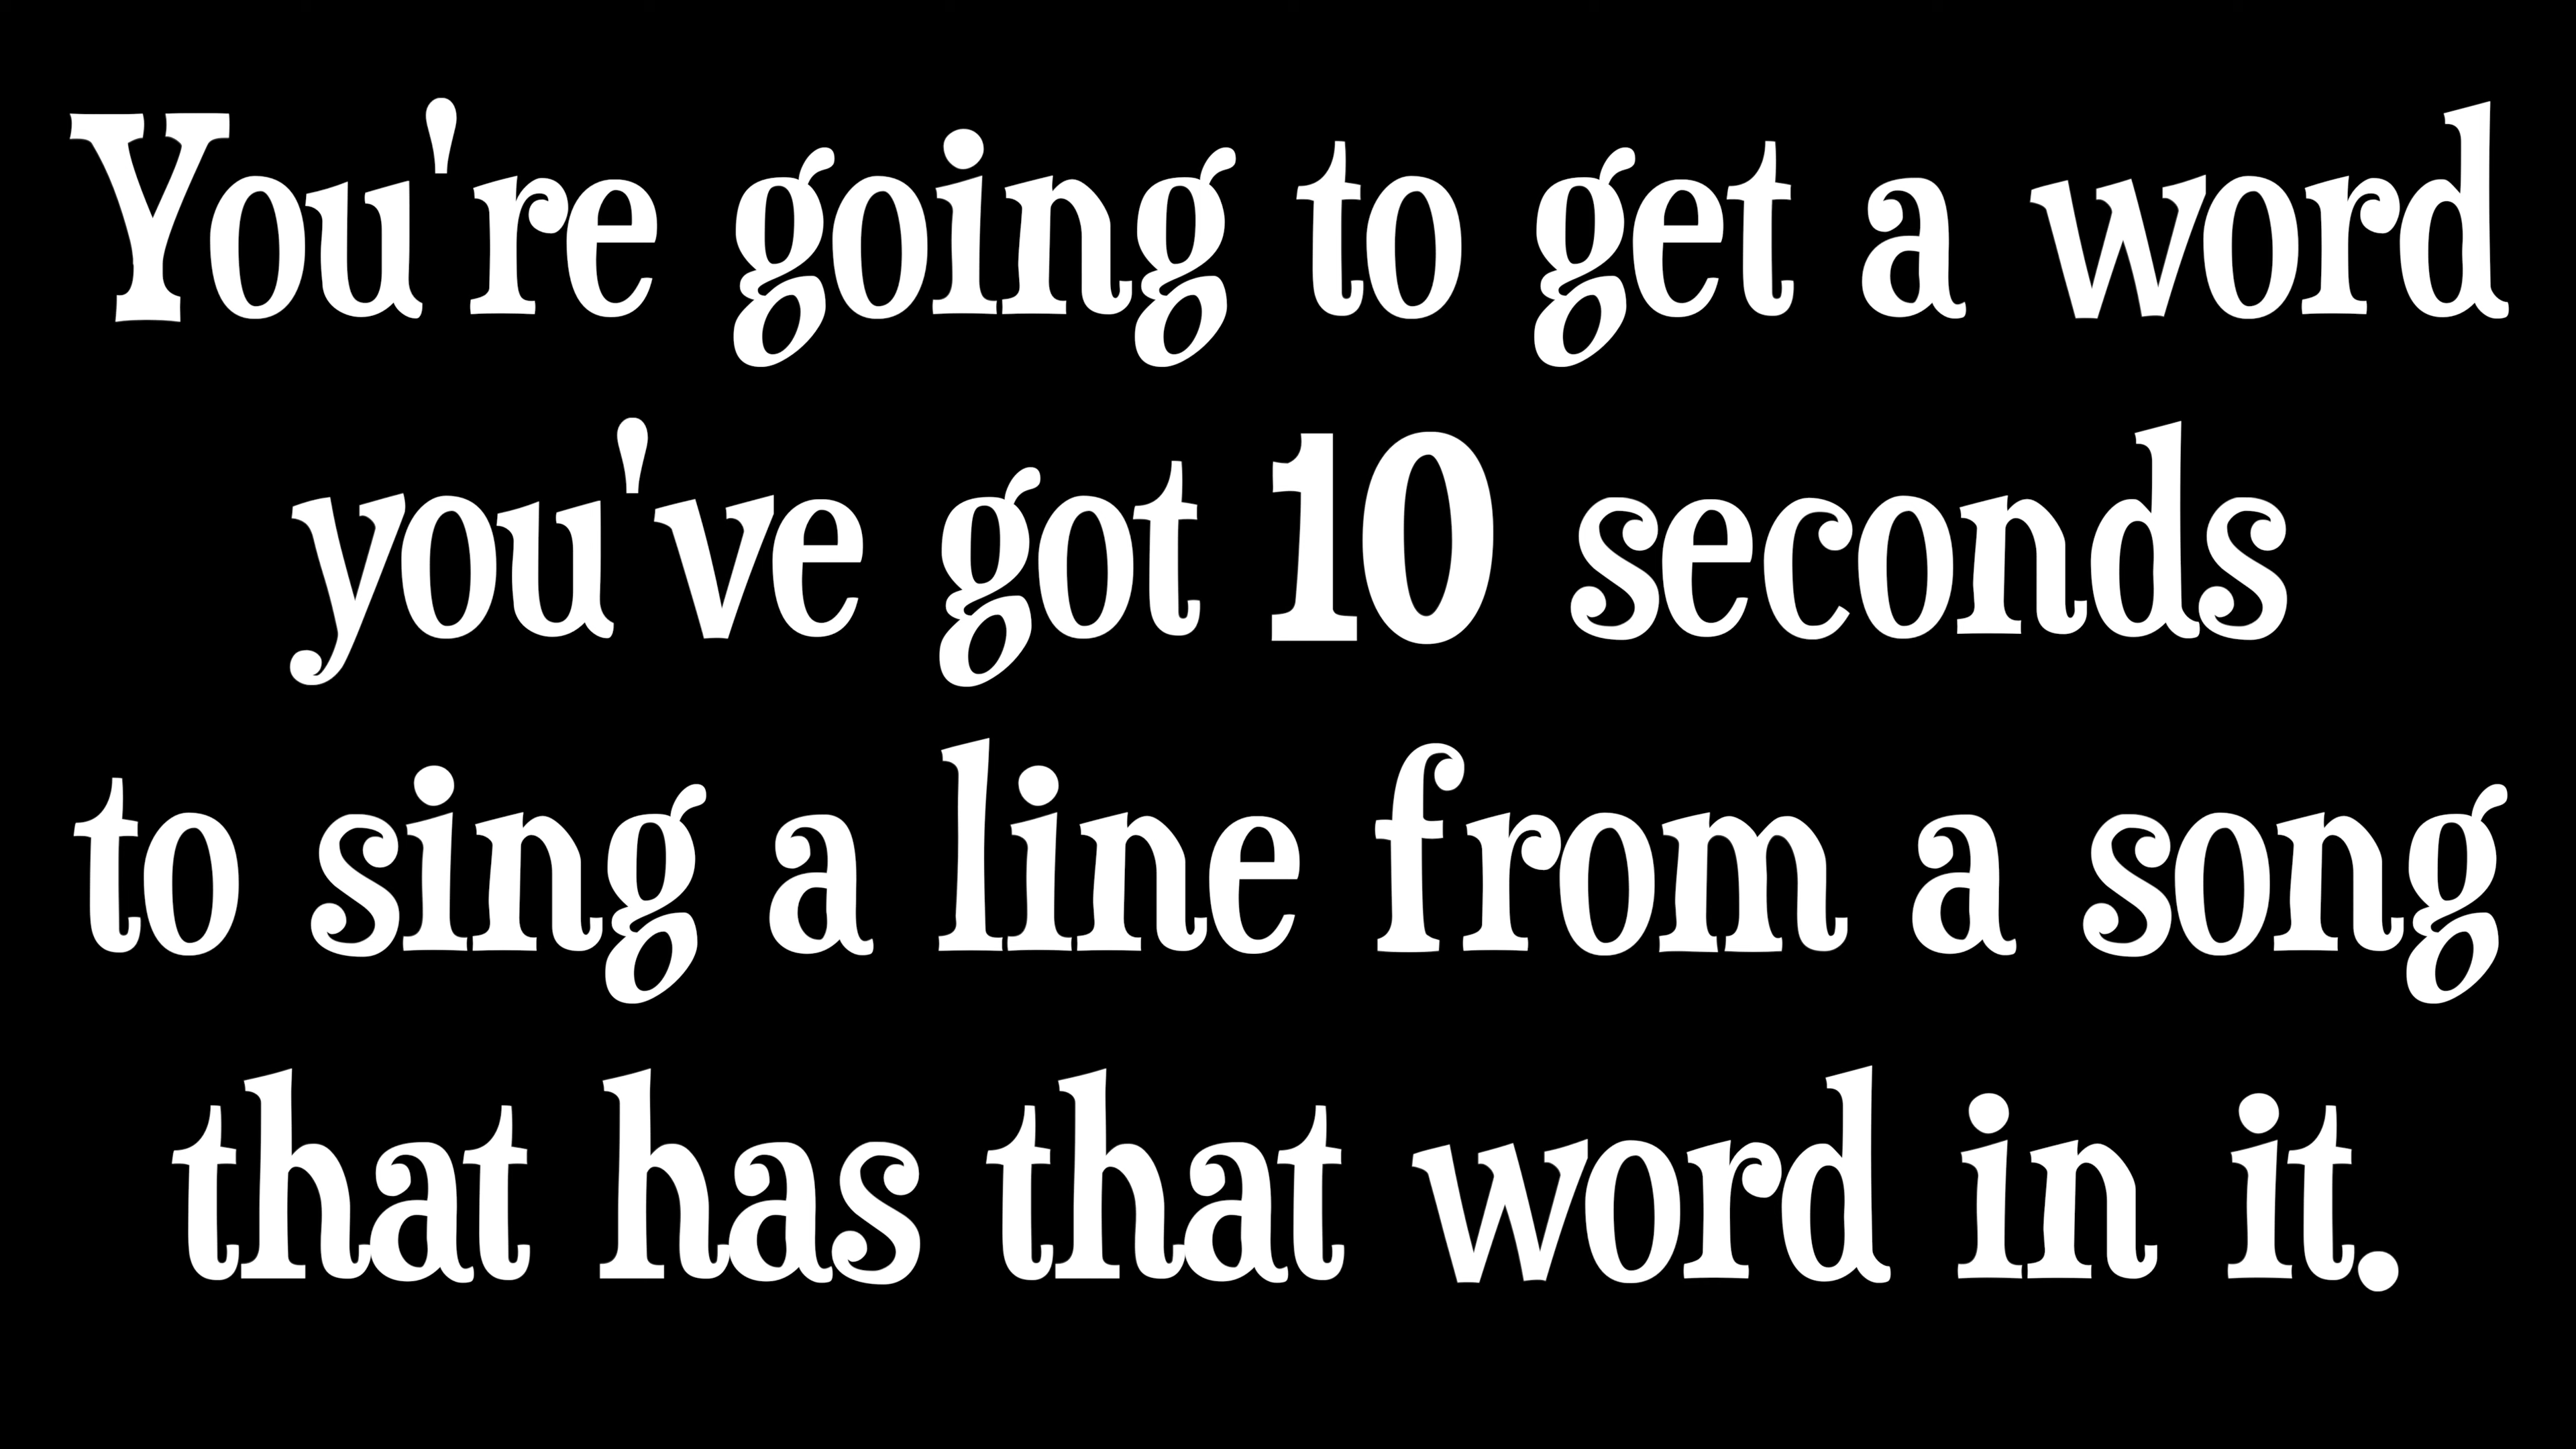 You're going to get a word
you've got 10 seconds
to sing a line from a song
that has that word in it.